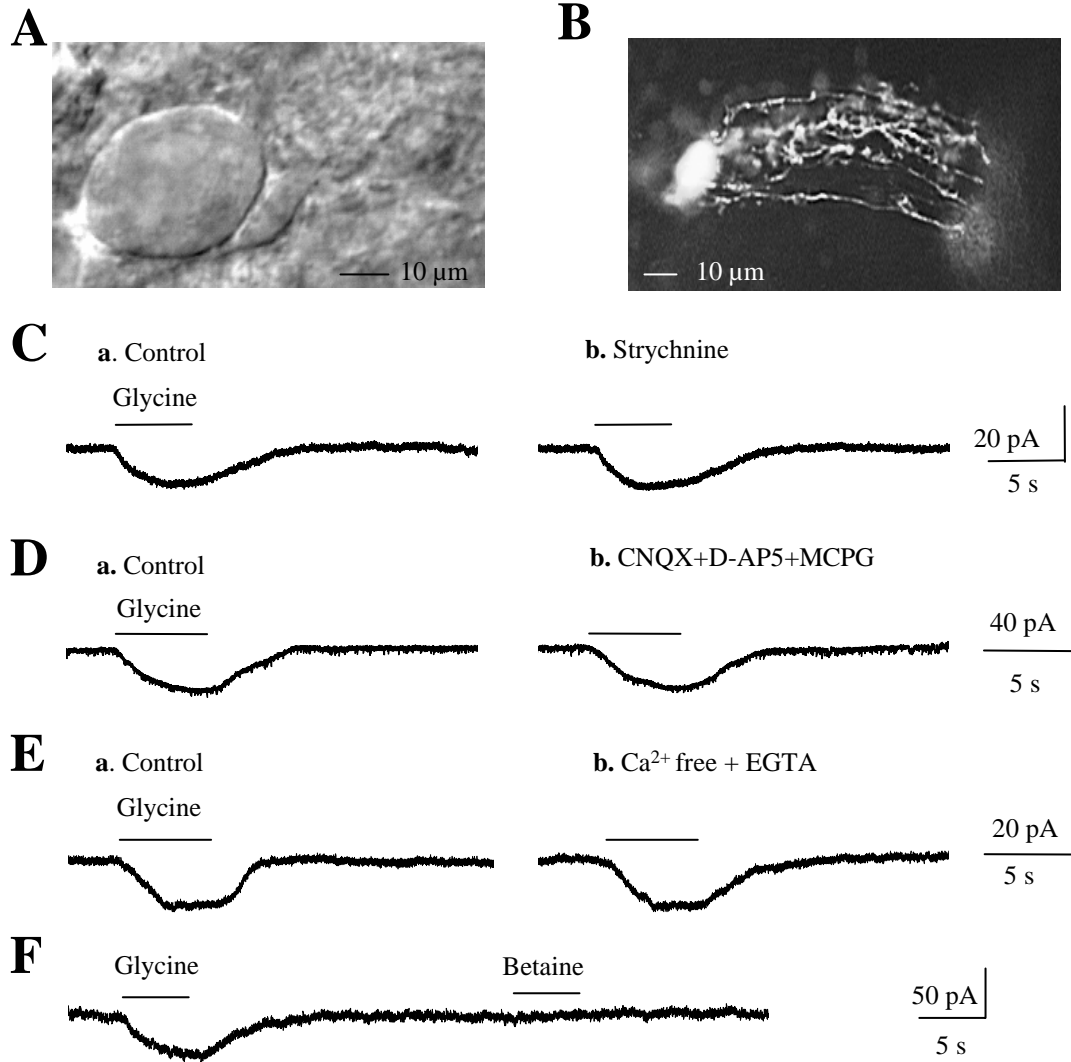 A
B
10 µm
10 µm
C
a. Control
b. Strychnine
Glycine
20 pA
5 s
D
a. Control
b. CNQX+D-AP5+MCPG
Glycine
40 pA
5 s
E
a. Control
b. Ca²⁺ free + EGTA
Glycine
20 pA
5 s
F
Glycine
Betaine
50 pA
5 s